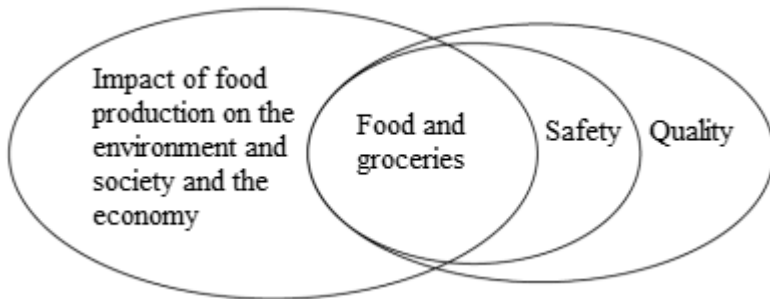 Impact of food
production on the
environment and
society and the
economy
Food and
groceries
Safety
Quality